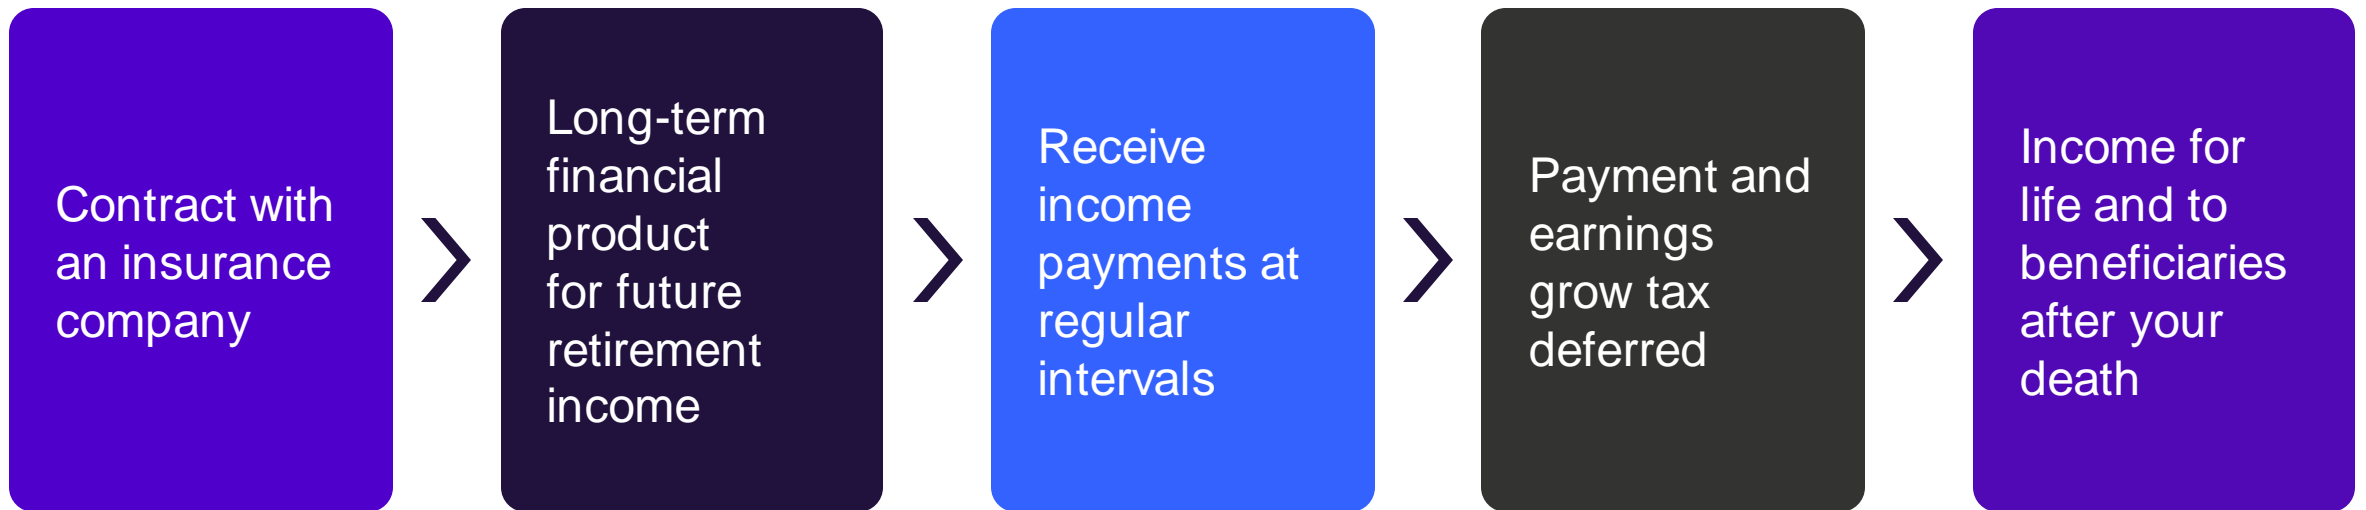 Contract with
an insurance
company
Long-term
financial
product
for future
retirement
income
Receive
income
payments at
regular
intervals
Payment and
earnings
grow tax
deferred
Income for
life and to
beneficiaries
after your
death